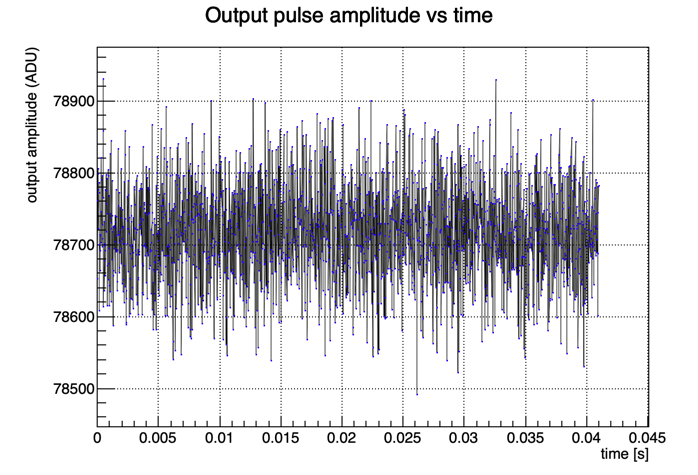 Output pulse amplitude vs time
output amplitude (ADU)
78900
78800
78700
78600
78500
0 0.005 0.01 0.015 0.02 0.025 0.03 0.035 0.04 0.045
time [s]